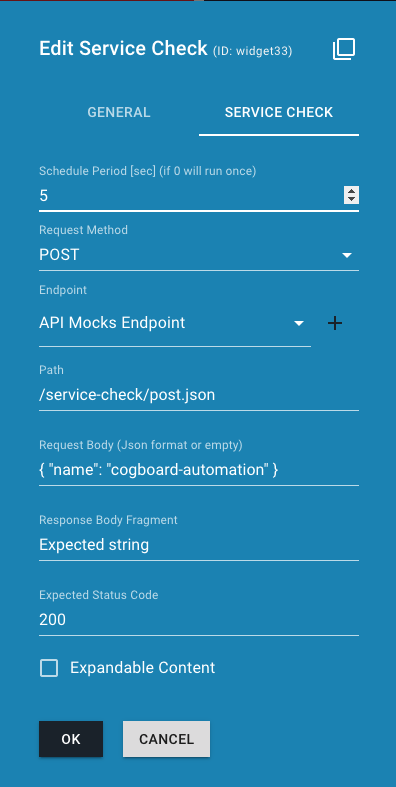 Edit Service Check (ID: widget33)
GENERAL SERVICE CHECK
Schedule Period [sec] (if 0 will run once)
5
Request Method
POST
Endpoint
API Mocks Endpoint
Path
/service-check/post.json
Request Body (Json format or empty)
{ "name": "cogboard-automation" }
Response Body Fragment
Expected string
Expected Status Code
200
Expandable Content
OK CANCEL